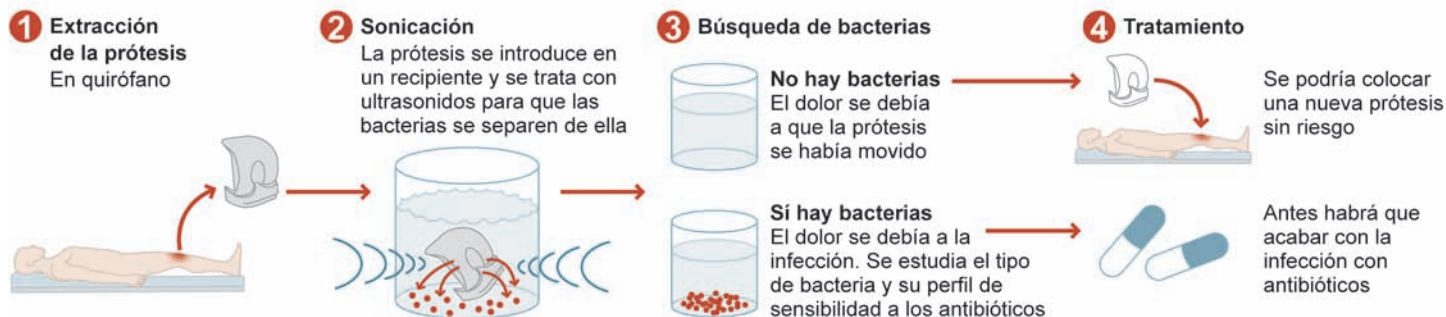 1 Extracción
de la prótesis
En quirófano
2 Sonicación
La prótesis se introduce en
un recipiente y se trata con
ultrasonidos para que las
bacterias se separen de ella
3 Búsqueda de bacterias
No hay bacterias
El dolor se debía
a que la prótesis
se había movido
Sí hay bacterias
El dolor se debía a la
infección. Se estudia el tipo
de bacteria y su perfil de
sensibilidad a los antibióticos
4 Tratamiento
Se podría colocar
una nueva prótesis
sin riesgo
Antes habrá que
acabar con la
infección con
antibióticos